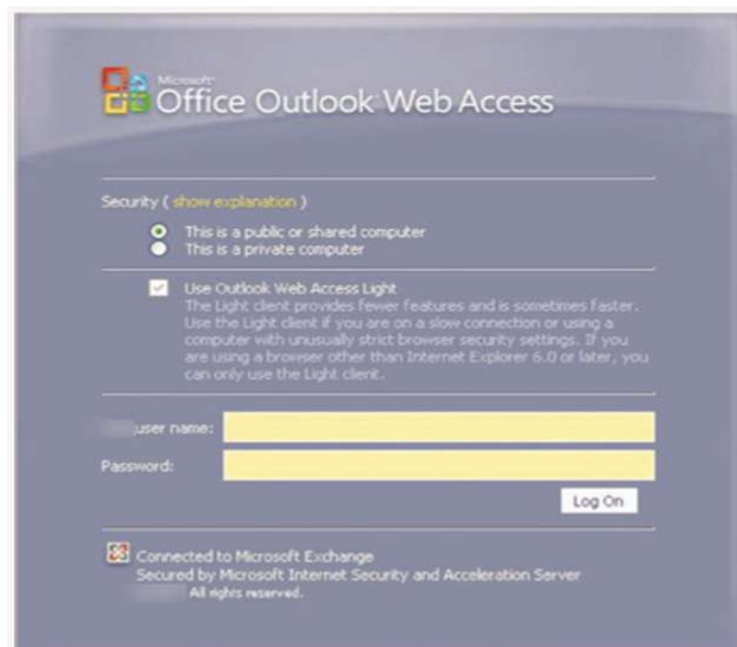 Microsoft
Office Outlook Web Access
Security ( show explanation )
This is a public or shared computer
This is a private computer
Use Outlook Web Access Light
The Light client provides fewer features and is sometimes faster.
Use the Light client if you are on a slow connection or using a
computer with unusually strict browser security settings. If you
are using a browser other than Internet Explorer 6.0 or later, you
can only use the Light client.
user name:
Password:
Log On
Connected to Microsoft Exchange
Secured by Microsoft Internet Security and Acceleration Server
All rights reserved.